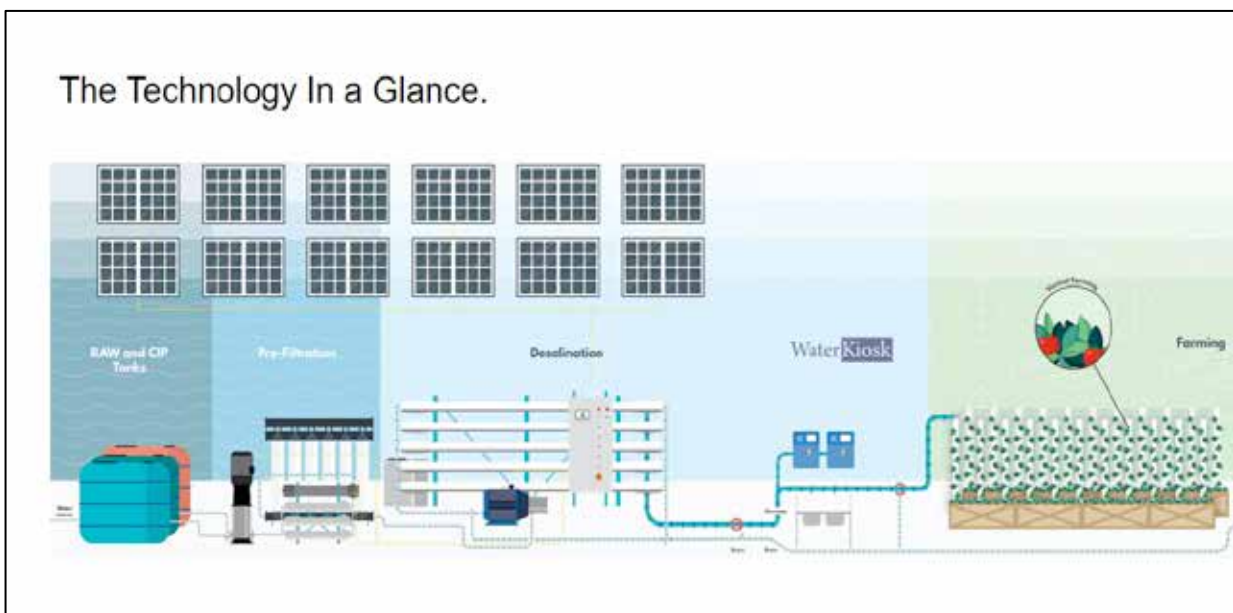 The Technology In a Glance.
RAW and CIP
Tanks
Pre-Filtration
Desalination
WaterKiosk
Farming